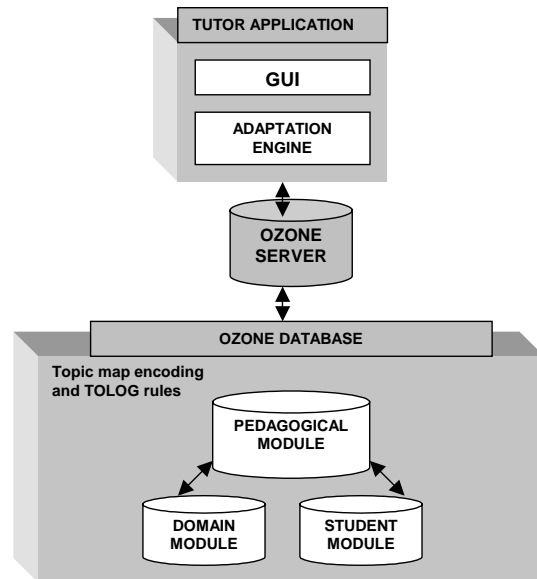 TUTOR APPLICATION
GUI
ADAPTATION
ENGINE
OZONE
SERVER
OZONE DATABASE
Topic map encoding
and TOLOG rules
PEDAGOGICAL
MODULE
DOMAIN
MODULE
STUDENT
MODULE